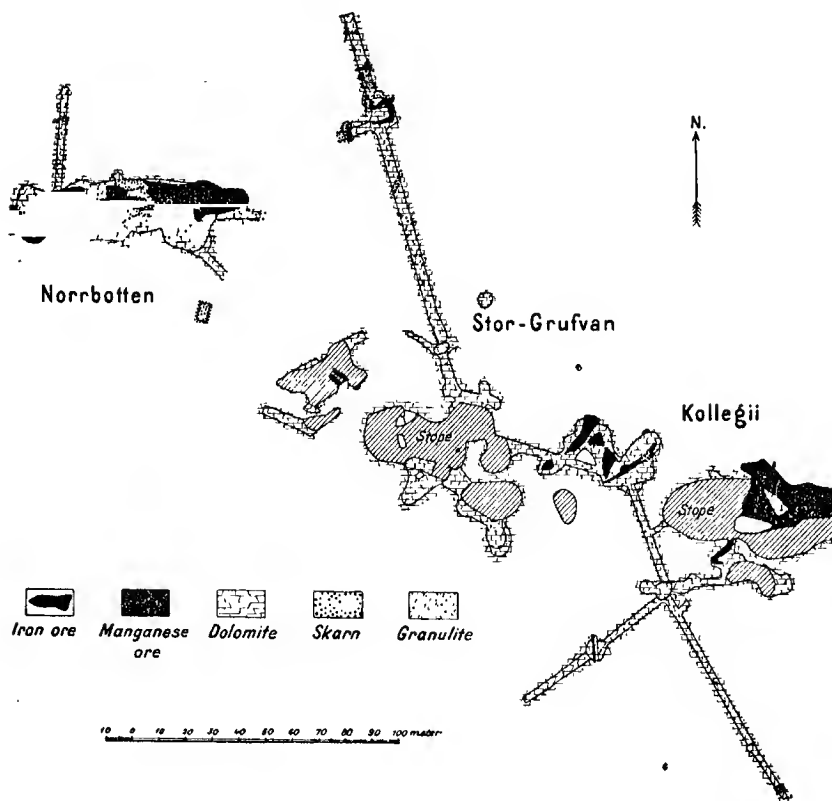 N.
Norrbotten
Stor-Grufvan
Kollegii
Stope
Stope
Iron ore
Manganese ore
Dolomite
Skarn
Granulite
10 0 10 20 30 40 50 60 70 80 90 100 meter